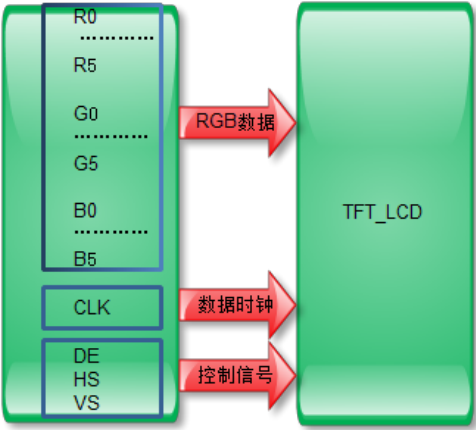 R0
…………
R5
G0
…………
G5
B0
…………
B5
CLK
DE
HS
VS
RGB数据
数据时钟
控制信号
TFT_LCD